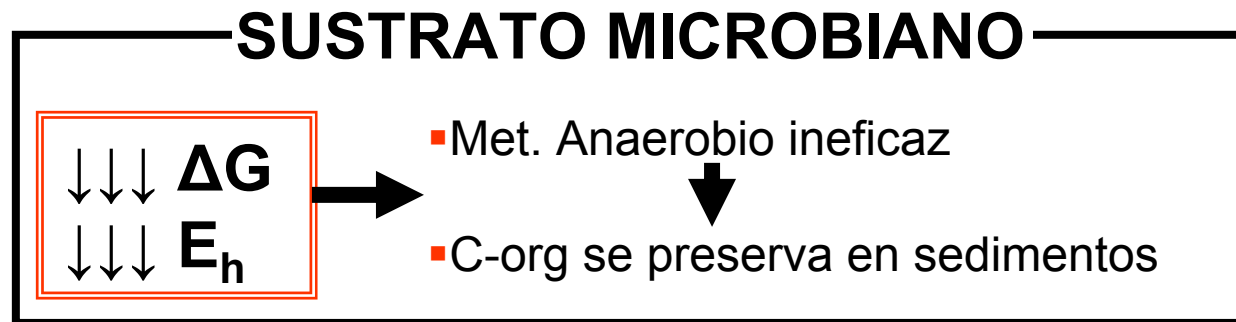 SUSTRATO MICROBIANO
↓↓↓ ΔG
↓↓↓ Eh
▪Met. Anaerobio ineficaz
▪C-org se preserva en sedimentos